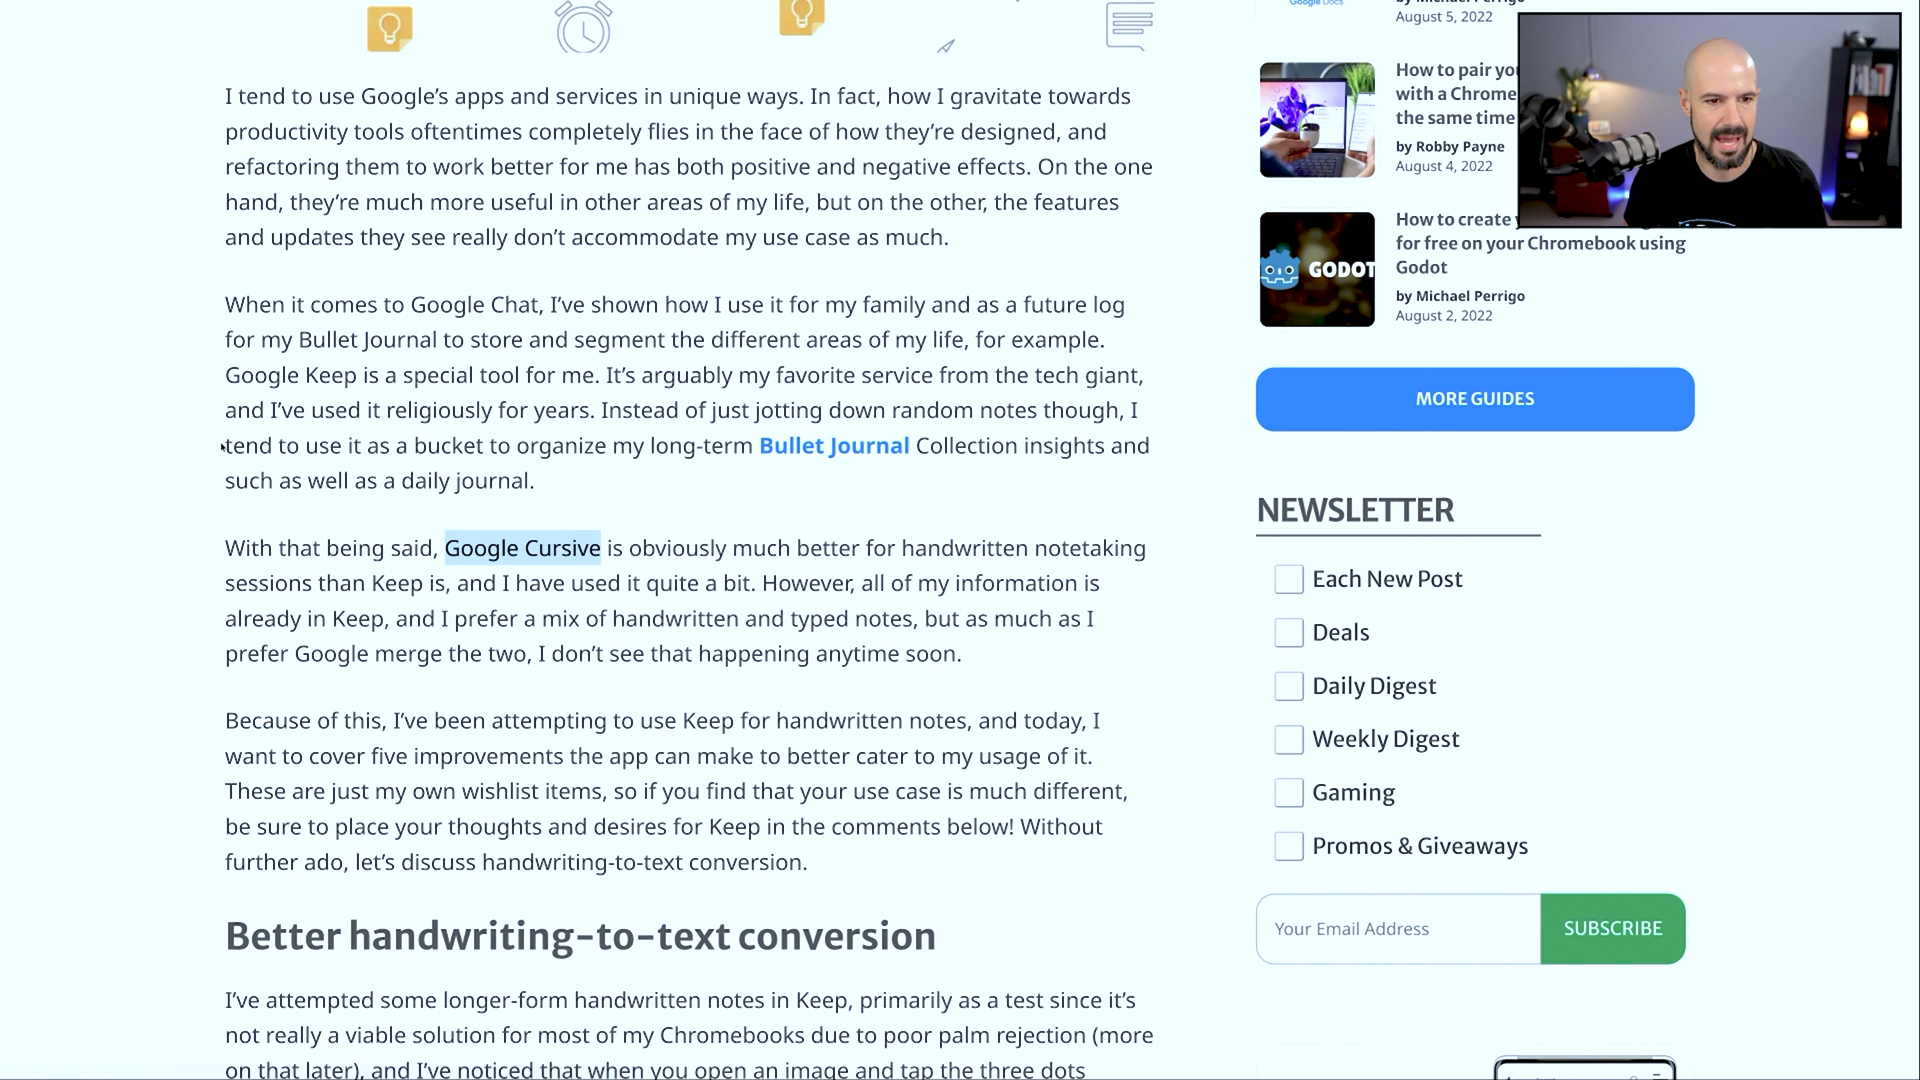 I tend to use Google’s apps and services in unique ways. In fact, how I gravitate towards
productivity tools oftentimes completely flies in the face of how they’re designed, and
refactoring them to work better for me has both positive and negative effects. On the one
hand, they’re much more useful in other areas of my life, but on the other, the features
and updates they see really don’t accommodate my use case as much.
When it comes to Google Chat, I’ve shown how I use it for my family and as a future log
for my Bullet Journal to store and segment the different areas of my life, for example.
Google Keep is a special tool for me. It’s arguably my favorite service from the tech giant,
and I’ve used it religiously for years. Instead of just jotting down random notes though, I
tend to use it as a bucket to organize my long-term Bullet Journal Collection insights and
such as well as a daily journal.
With that being said, Google Cursive is obviously much better for handwritten notetaking
sessions than Keep is, and I have used it quite a bit. However, all of my information is
already in Keep, and I prefer a mix of handwritten and typed notes, but as much as I
prefer Google merge the two, I don’t see that happening anytime soon.
Because of this, I’ve been attempting to use Keep for handwritten notes, and today, I
want to cover five improvements the app can make to better cater to my usage of it.
These are just my own wishlist items, so if you find that your use case is much different,
be sure to place your thoughts and desires for Keep in the comments below! Without
further ado, let’s discuss handwriting-to-text conversion.
Better handwriting-to-text conversion
I’ve attempted some longer-form handwritten notes in Keep, primarily as a test since it’s
not really a viable solution for most of my Chromebooks due to poor palm rejection (more
on that later), and I’ve noticed that when you open an image and tap the three dots
Google Docs
by Michael Perrigo
August 5, 2022
How to pair
with a Chrome
the same time
by Robby Payne
August 4, 2022
GODOT
How to create
for free on your Chromebook using
Godot
by Michael Perrigo
August 2, 2022
MORE GUIDES
NEWSLETTER
Each New Post
Deals
Daily Digest
Weekly Digest
Gaming
Promos & Giveaways
Your Email Address
SUBSCRIBE